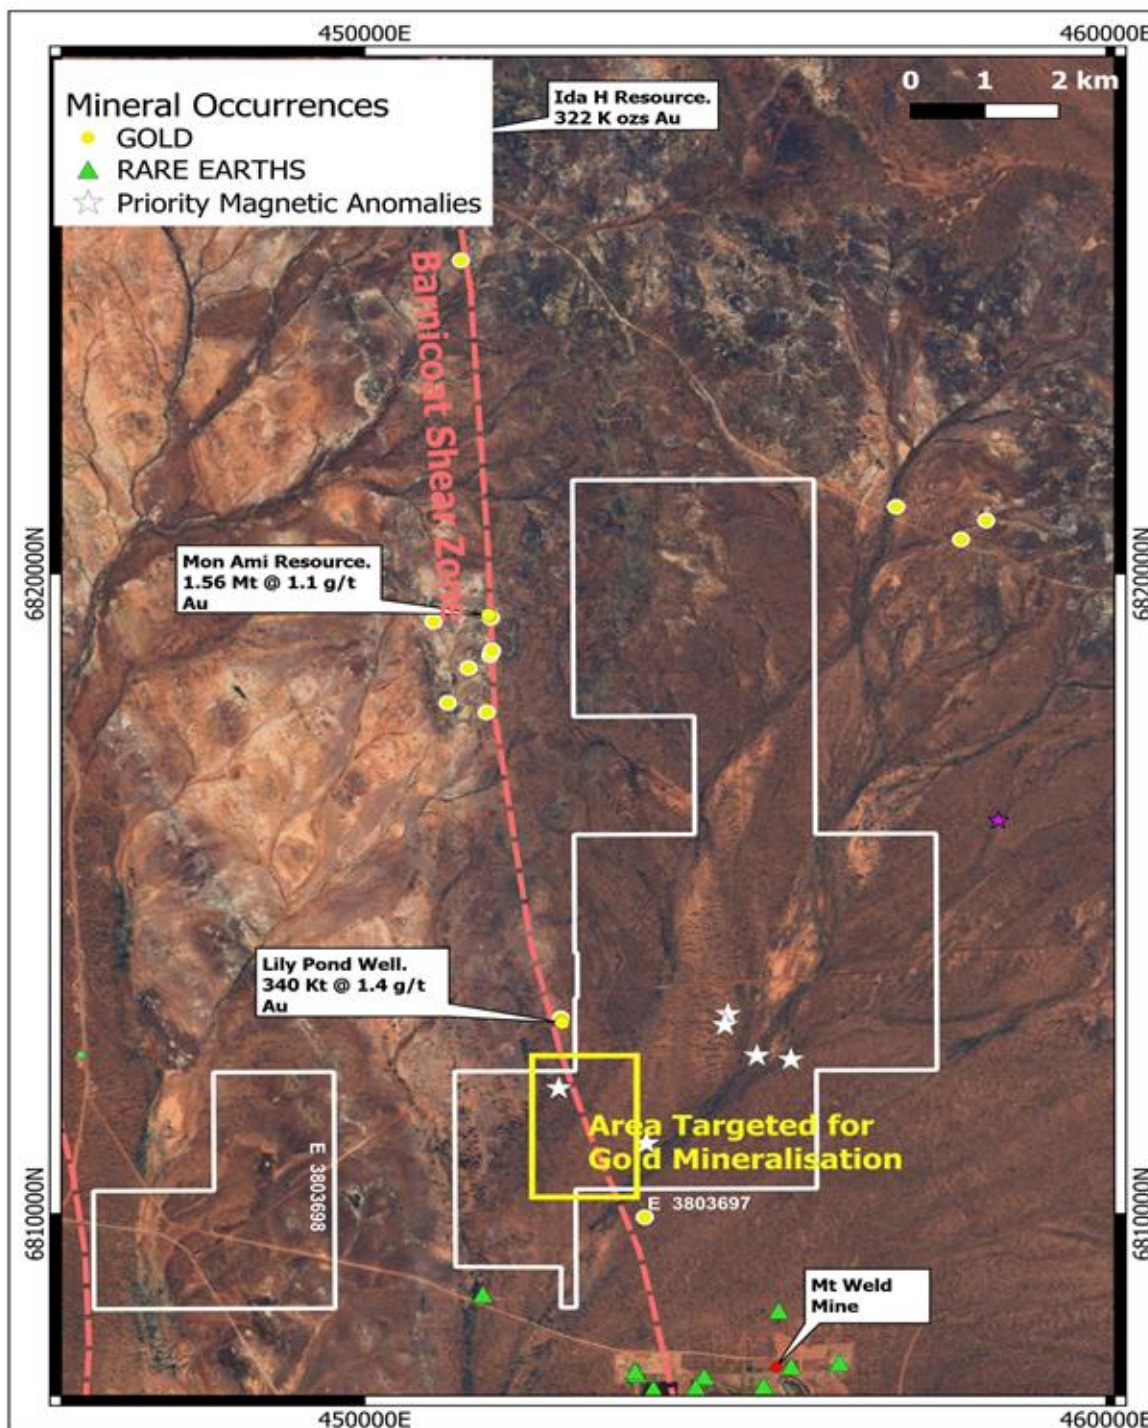 450000E
460000E
Mineral Occurrences
GOLD
RARE EARTHS
Priority Magnetic Anomalies
Ida H Resource.
322 K ozs Au
0 1 2 km
Barnicoat Shear Zone
6820000N
6820000N
Mon Ami Resource.
1.56 Mt @ 1.1 g/t
Au
Lily Pond Well.
340 Kt @ 1.4 g/t
Au
Area Targeted for
Gold Mineralisation
E 3803698
E 3803697
6810000N
6810000N
Mt Weld
Mine
450000E
460000E